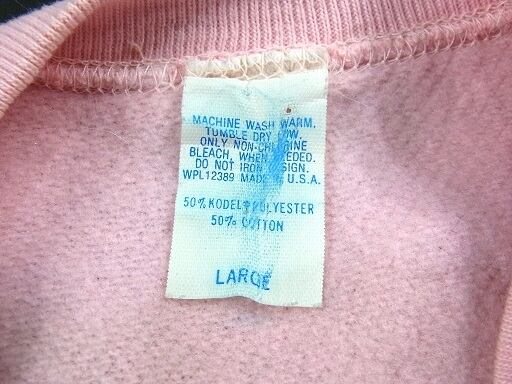 MACHINE WASH WARM.
TUMBLE DRY LOW.
ONLY NON-CHLORINE
BLEACH, WHEN NEEDED.
DO NOT IRON DESIGN.
WPL12389 MADE IN U.S.A.
50% KODEL POLYESTER
50% COTTON
LARGE